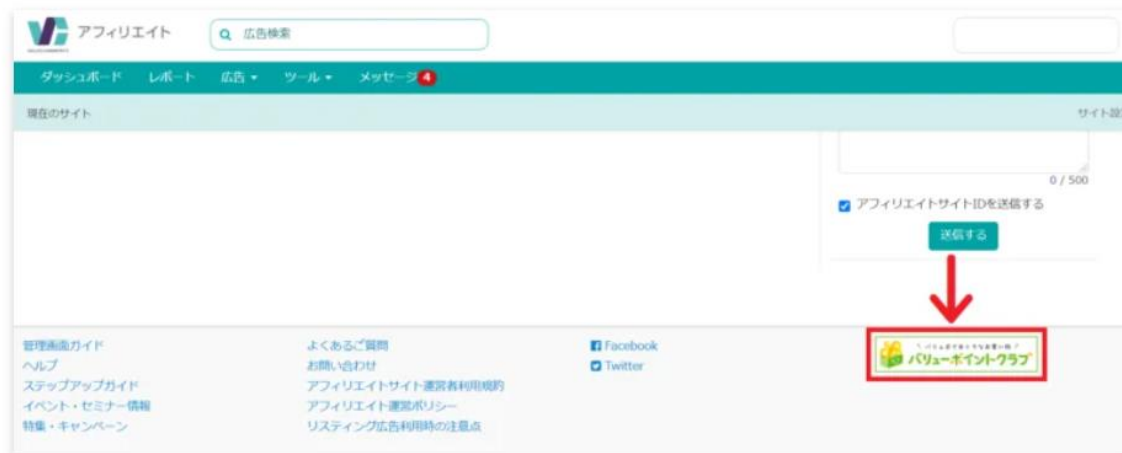 アフィリエイト
広告検索
ダッシュボード レポート 広告 ツール メッセージ 4
現在のサイト
サイト設
0 / 500
アフィリエイトサイトIDを送信する
送信する
管理画面ガイド
ヘルプ
ステップアップガイド
イベント・セミナー情報
特集・キャンペーン
よくあるご質問
お問い合わせ
アフィリエイトサイト運営者利用規約
アフィリエイト運営ポリシー
リスティング広告利用時の注意点
Facebook
Twitter
バリューポイントクラブ